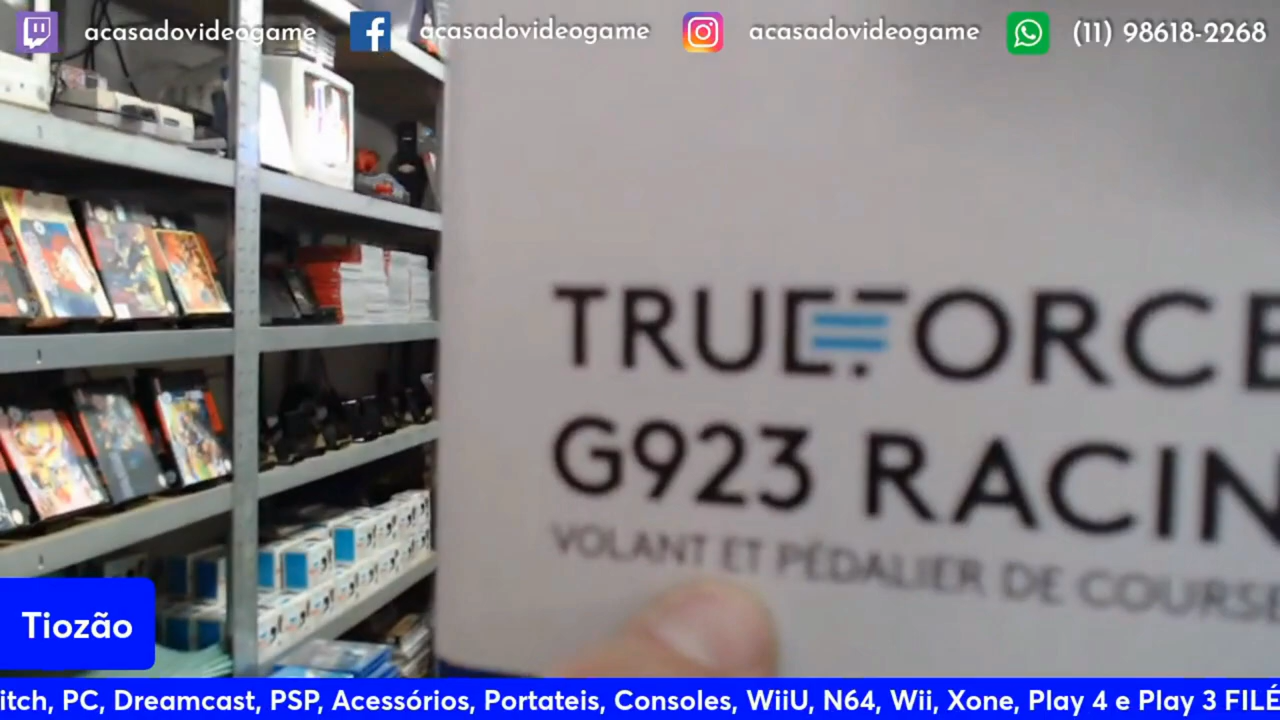 acasadovideogame
acasadovideogame
acasadovideogame
(11) 98618-2268
TRUEFORCE
G923 RACIN
VOLANT ET PÉDALIER DE COURSE
Tiozão
itch, PC, Dreamcast, PSP, Acessórios, Portateis, Consoles, WiiU, N64, Wii, Xone, Play 4 e Play 3 FILÉ